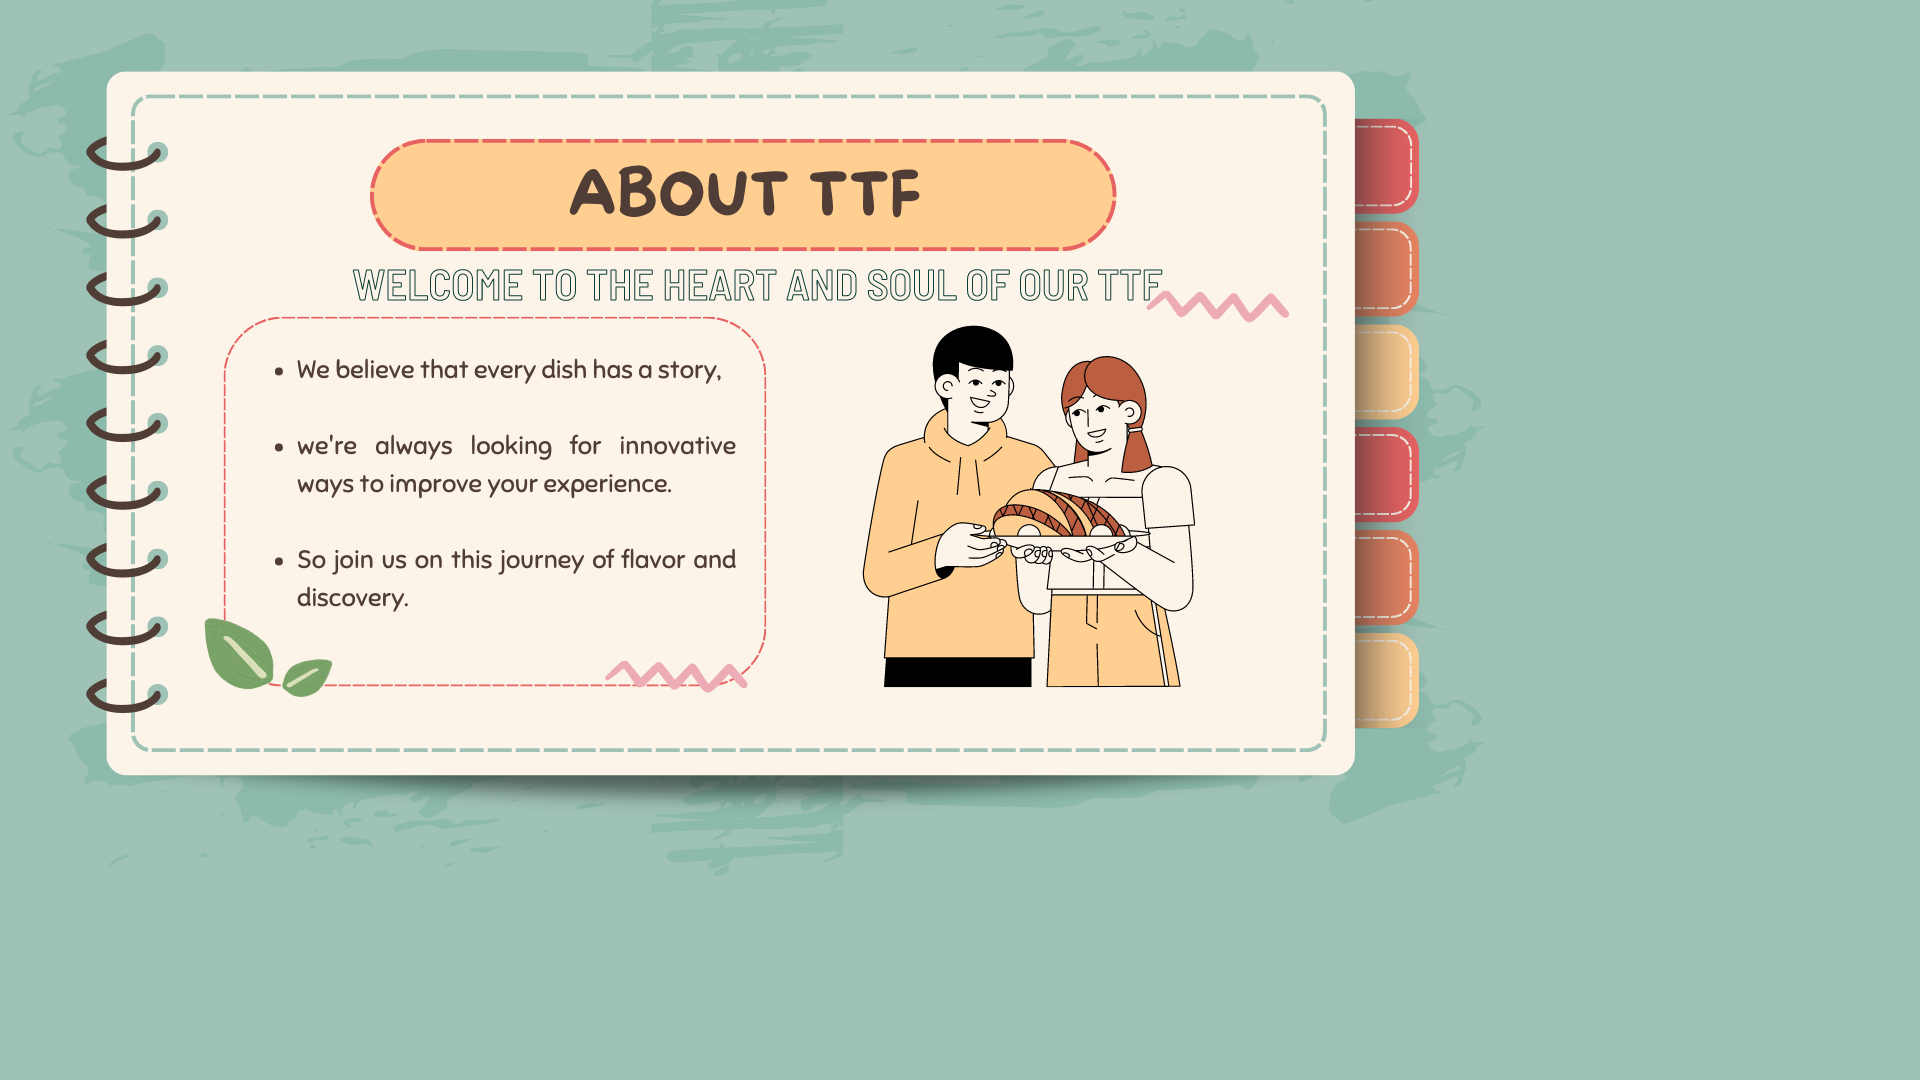 ABOUT TTF
WELCOME TO THE HEART AND SOUL OF OUR TTF
• We believe that every dish has a story,
• we're always looking for innovative
ways to improve your experience.
• So join us on this journey of flavor and
discovery.